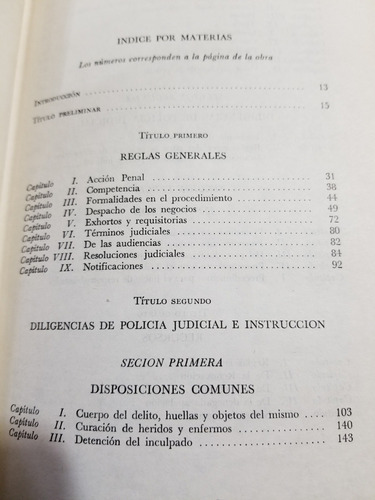 INDICE POR MATERIAS
Los números corresponden a la página de la obra
INTRODUCCIÓN ... 13
TÍTULO PRELIMINAR ... 15
TÍTULO PRIMERO
REGLAS GENERALES
Capítulo I. Acción Penal ... 31
Capítulo II. Competencia ... 38
Capítulo III. Formalidades en el procedimiento ... 44
Capítulo IV. Despacho de los negocios ... 49
Capítulo V. Exhortos y requisitorias ... 72
Capítulo VI. Términos judiciales ... 80
Capítulo VII. De las audiencias ... 82
Capítulo VIII. Resoluciones judiciales ... 84
Capítulo IX. Notificaciones ... 92
TÍTULO SEGUNDO
DILIGENCIAS DE POLICIA JUDICIAL E INSTRUCCION
SECION PRIMERA
DISPOSICIONES COMUNES
Capítulo I. Cuerpo del delito, huellas y objetos del mismo ... 103
Capítulo II. Curación de heridos y enfermos ... 140
Capítulo III. Detención del inculpado ... 143